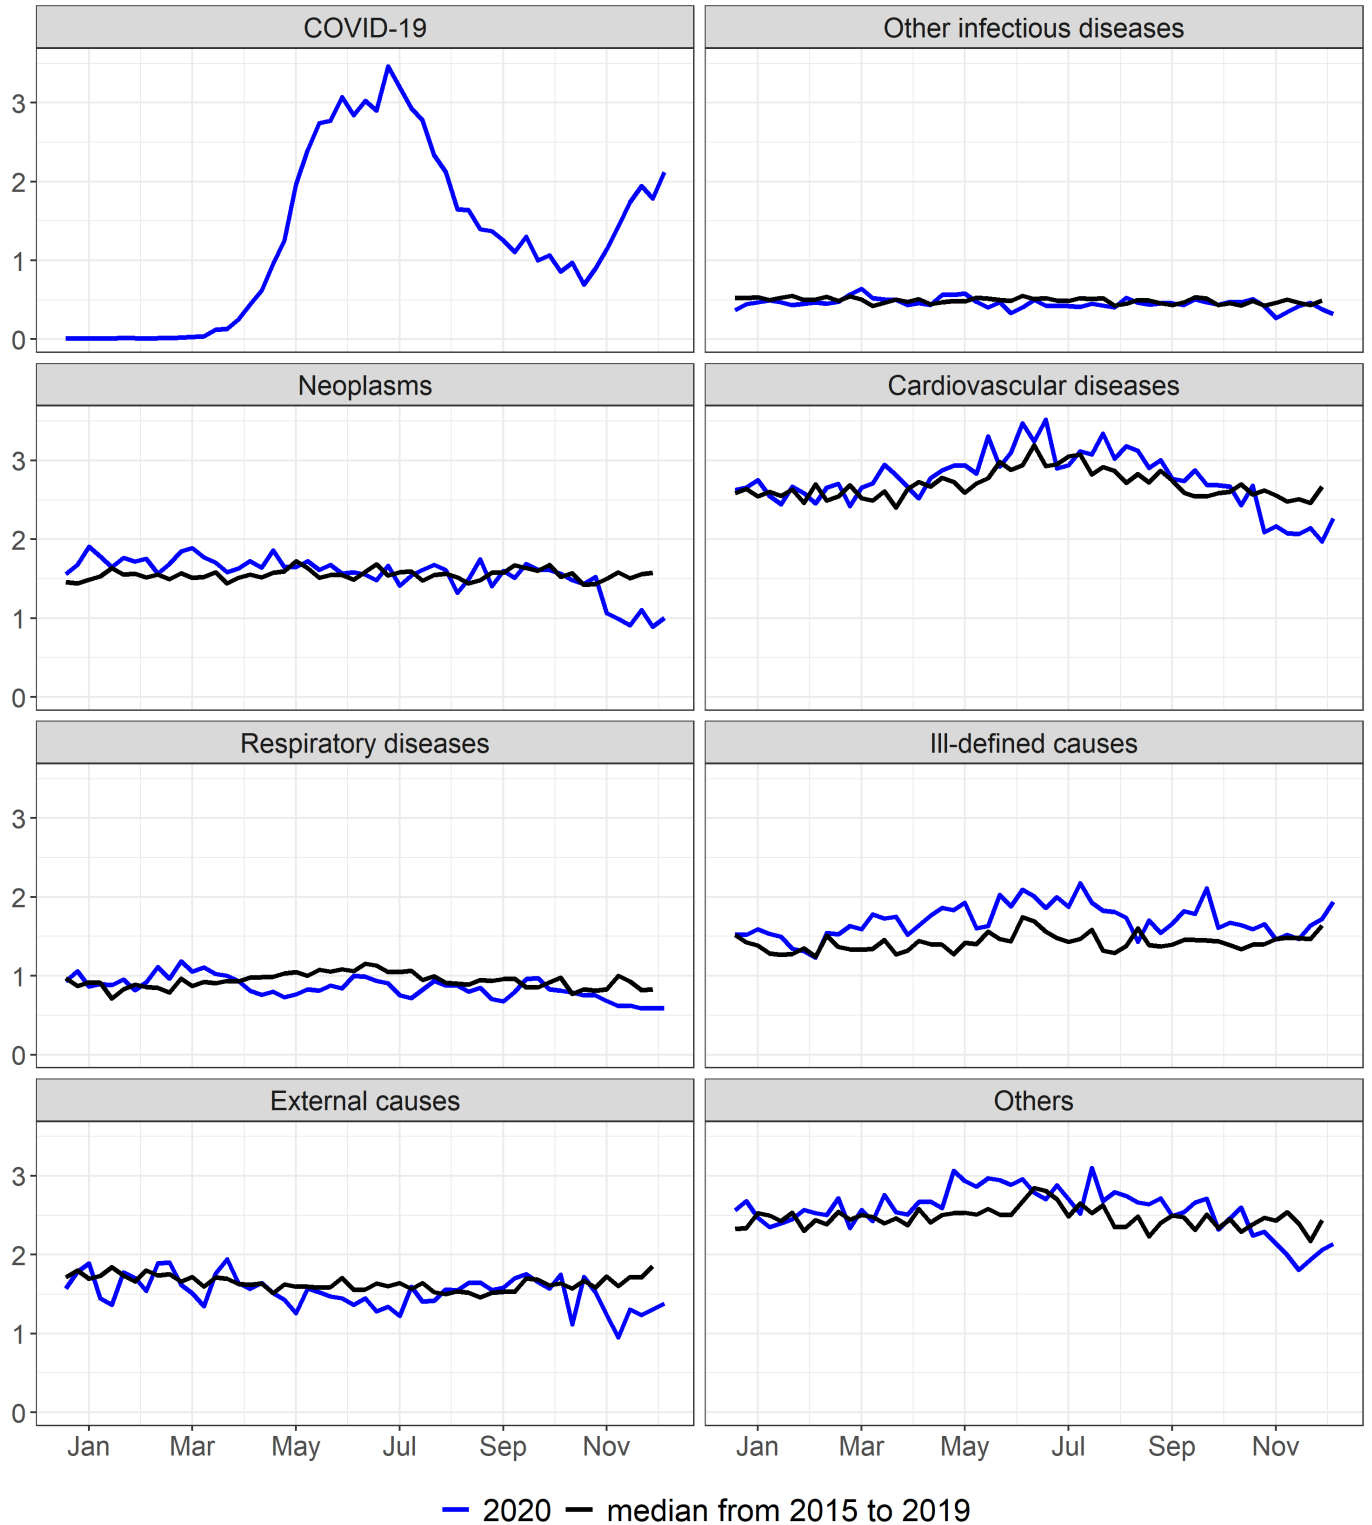 COVID-19
Other infectious diseases
3
2
1
0
Neoplasms
Cardiovascular diseases
3
2
1
0
Respiratory diseases
Ill-defined causes
3
2
1
0
External causes
Others
3
2
1
0
Jan Mar May Jul Sep Nov
Jan Mar May Jul Sep Nov
2020 median from 2015 to 2019